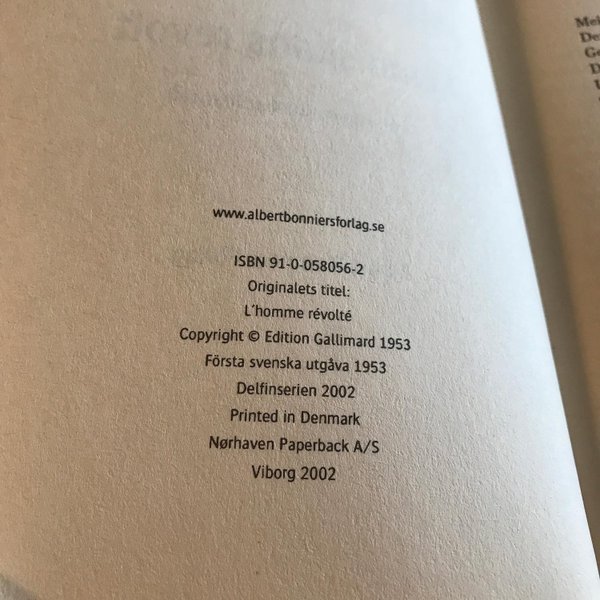 www.albertbonniersforlag.se
ISBN 91-0-058056-2
Originalets titel:
L´homme révolté
Copyright © Edition Gallimard 1953
Första svenska utgåva 1953
Delfinserien 2002
Printed in Denmark
Nørhaven Paperback A/S
Viborg 2002